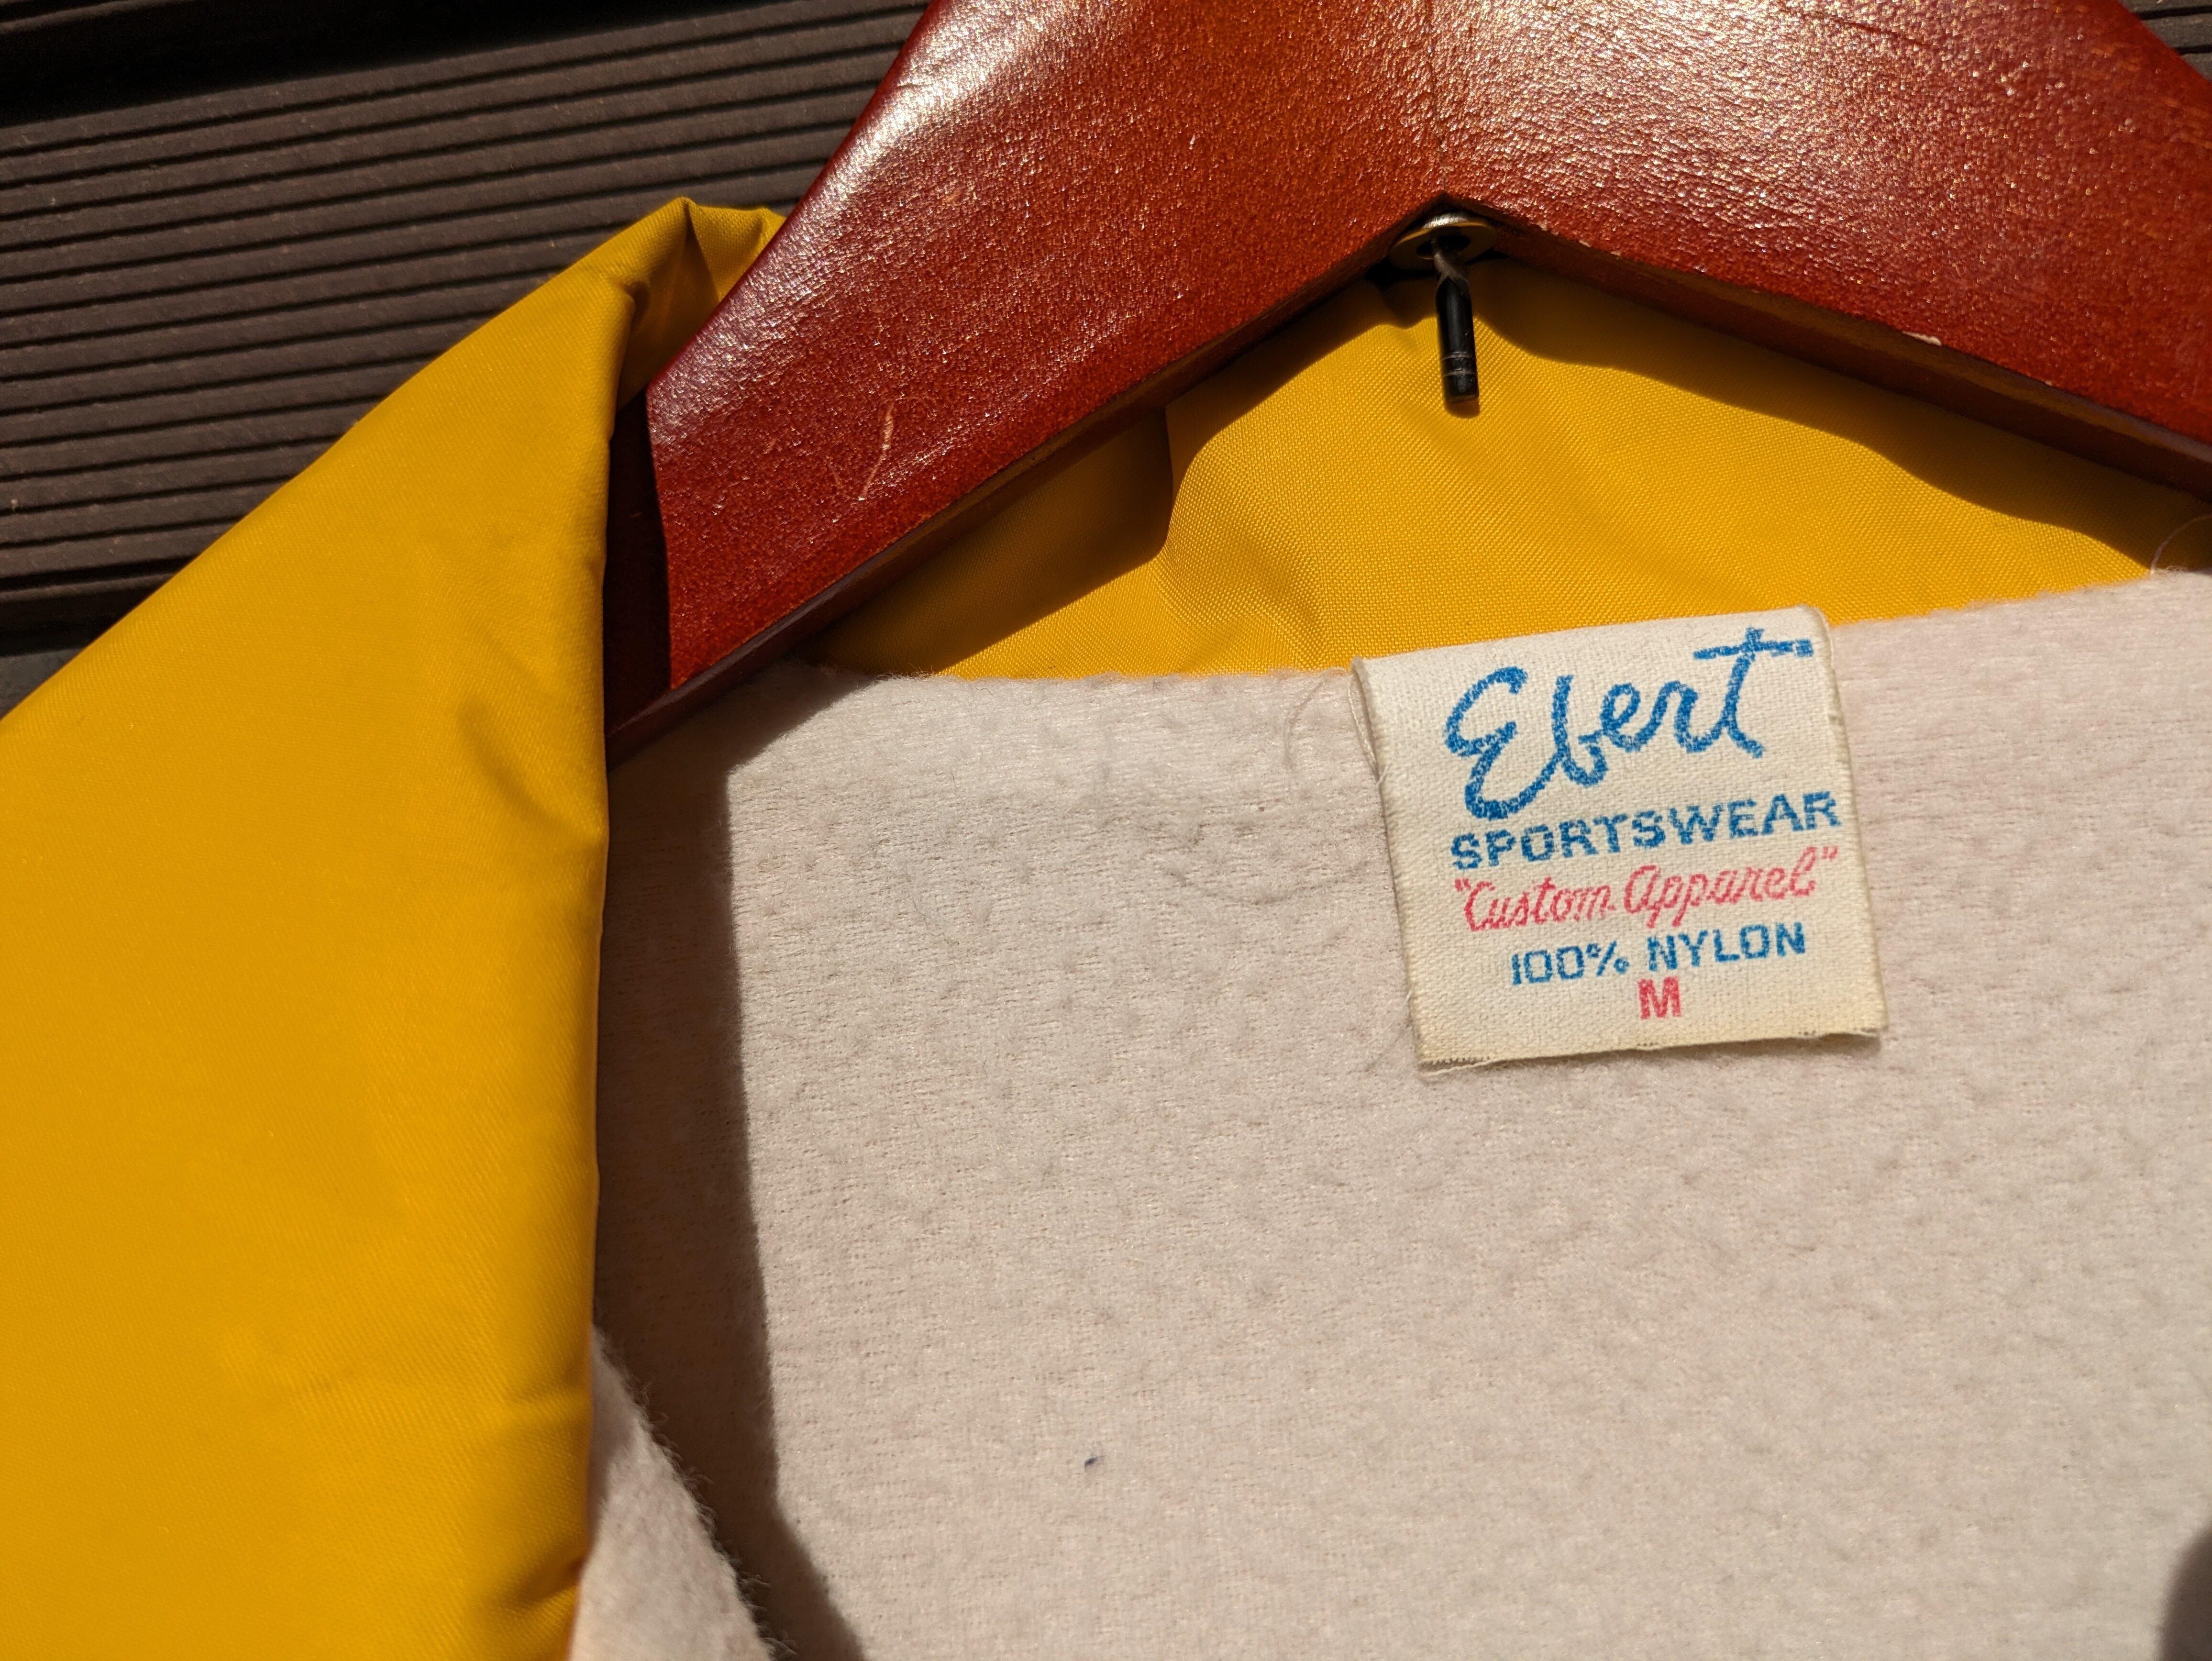 Ebert
SPORTSWEAR
"Custom Apparel"
100% NYLON
M